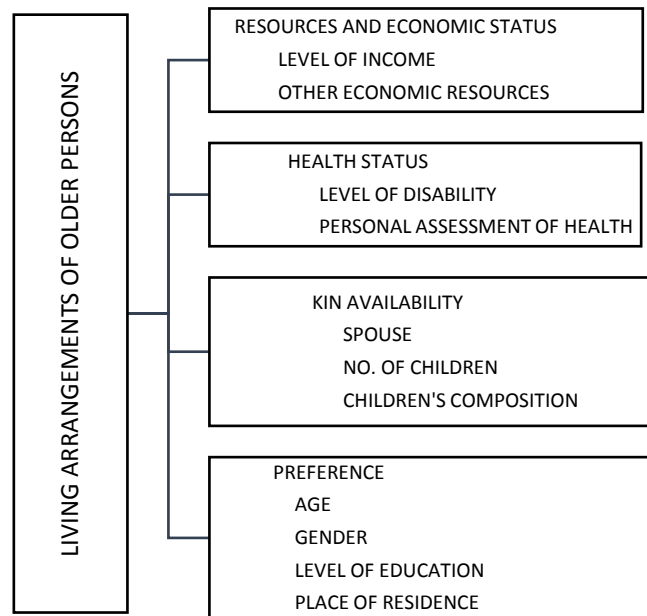 LIVING ARRANGEMENTS OF OLDER PERSONS
RESOURCES AND ECONOMIC STATUS
LEVEL OF INCOME
OTHER ECONOMIC RESOURCES
HEALTH STATUS
LEVEL OF DISABILITY
PERSONAL ASSESSMENT OF HEALTH
KIN AVAILABILITY
SPOUSE
NO. OF CHILDREN
CHILDREN'S COMPOSITION
PREFERENCE
AGE
GENDER
LEVEL OF EDUCATION
PLACE OF RESIDENCE